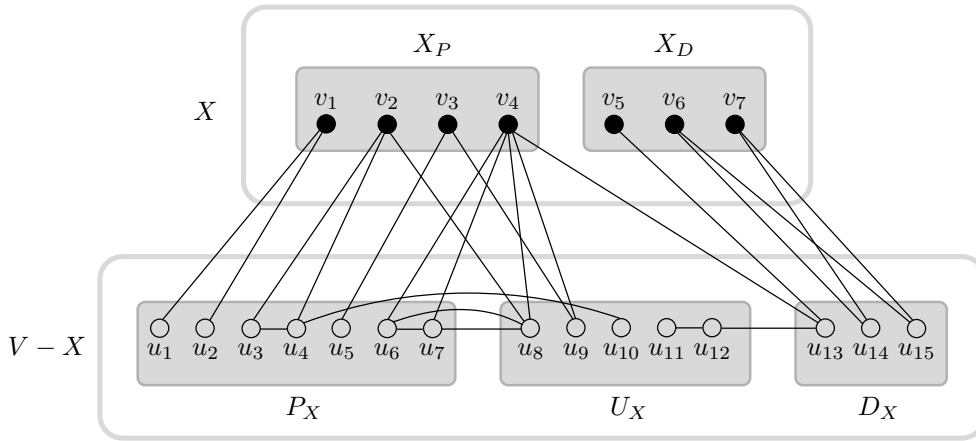 X_P X_D
v_1 v_2 v_3 v_4 v_5 v_6 v_7
X
u_1 u_2 u_3 u_4 u_5 u_6 u_7 u_8 u_9 u_10 u_11 u_12 u_13 u_14 u_15
V − X
P_X U_X D_X